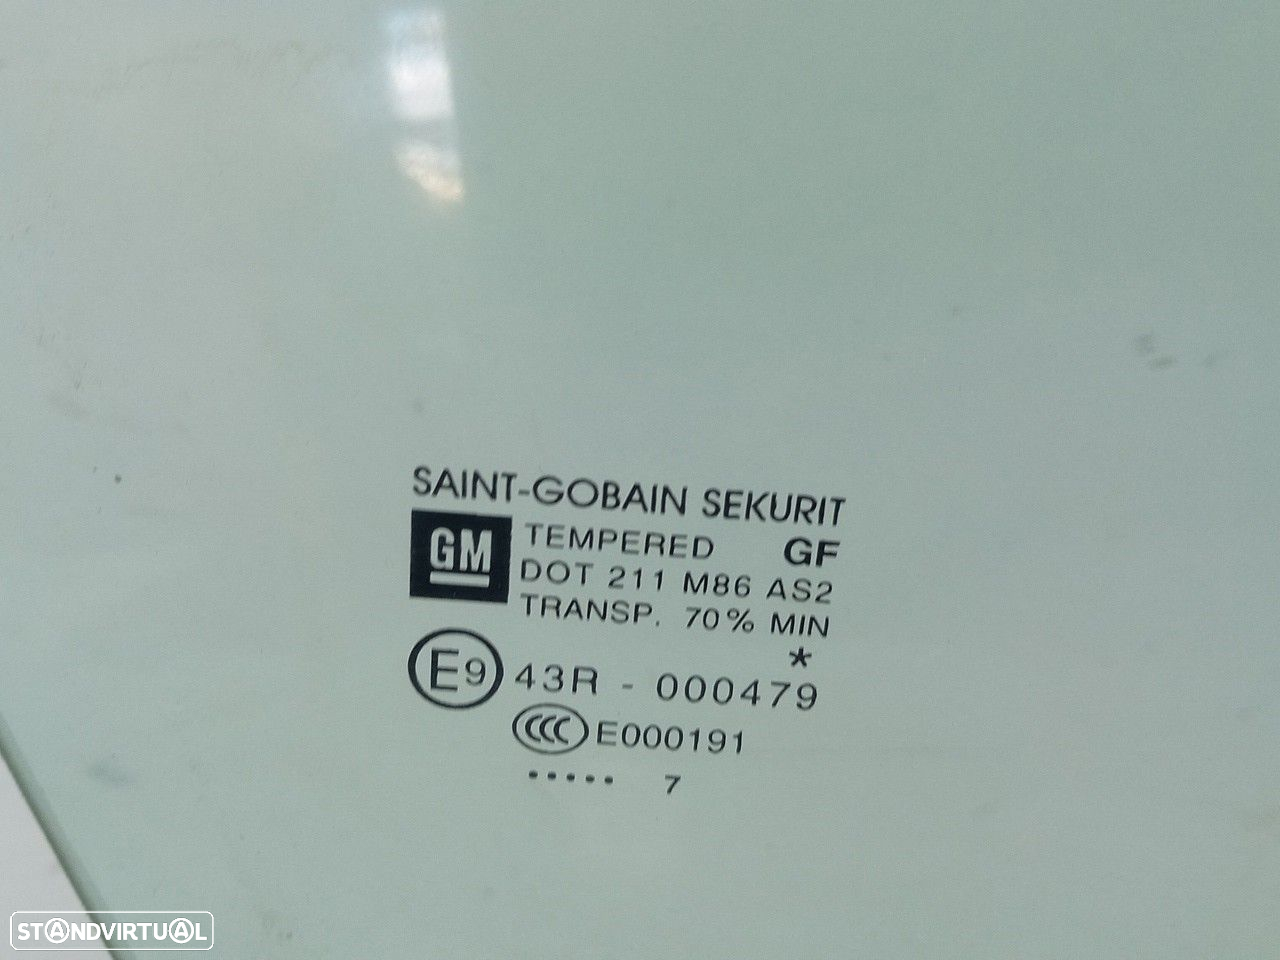 SAINT-GOBAIN SEKURIT
GM
TEMPERED GF
DOT 211 M86 AS2
TRANSP. 70% MIN
*
E9 43R - 000479
CCC E000191
..... 7
STANDVIRTUAL